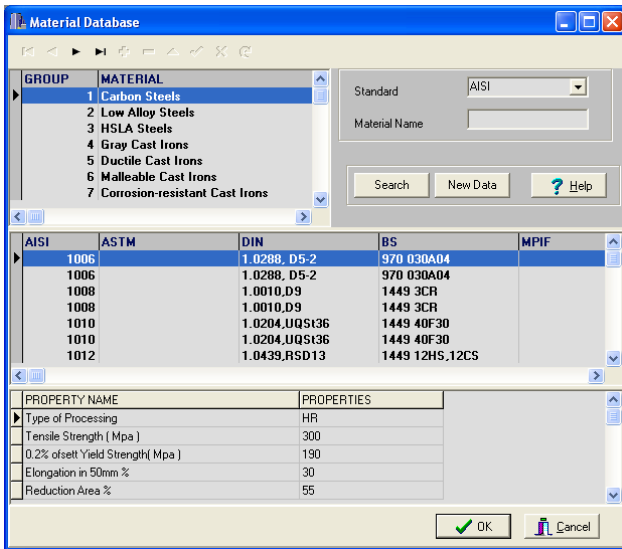 Material Database
GROUP MATERIAL
1 Carbon Steels
2 Low Alloy Steels
3 HSLA Steels
4 Gray Cast Irons
5 Ductile Cast Irons
6 Malleable Cast Irons
7 Corrosion-resistant Cast Irons
Standard AISI
Material Name
Search New Data ? Help
AISI ASTM DIN BS MPIF
1006 1.0288, D5-2 970 030A04
1006 1.0288, D5-2 970 030A04
1008 1.0010,D9 1449 3CR
1008 1.0010,D9 1449 3CR
1010 1.0204,UQSt36 1449 40F30
1010 1.0204,UQSt36 1449 40F30
1012 1.0439,RSD13 1449 12HS,12CS
PROPERTY NAME PROPERTIES
Type of Processing HR
Tensile Strength ( Mpa ) 300
0.2% ofsett Yield Strength( Mpa ) 190
Elongation in 50mm % 30
Reduction Area % 55
OK Cancel